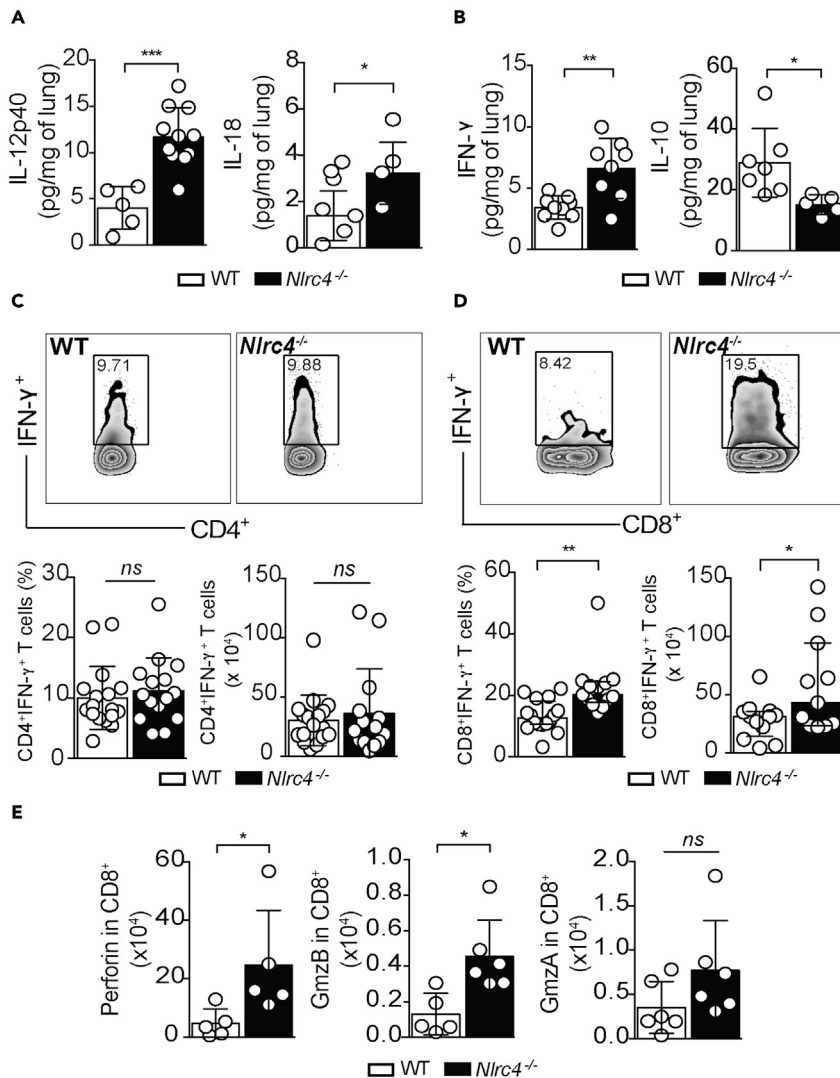 A
B
IL-12p40
(pg/mg of lung)
20
15
10
5
0
***
IL-18
(pg/mg of lung)
8
6
4
2
0
*
IFN-γ
(pg/mg of lung)
15
10
5
0
**
IL-10
(pg/mg of lung)
60
40
20
0
*
WT Nlrc4-/-
WT Nlrc4-/-
C
D
WT
9.71
Nlrc4-/-
9.88
IFN-γ+
CD4+
WT
8.42
Nlrc4-/-
19.5
IFN-γ+
CD8+
CD4+IFN-γ+ T cells (%)
30
20
10
0
ns
CD4+IFN-γ+ T cells
(x 10⁴)
150
100
50
0
ns
CD8+IFN-γ+ T cells (%)
60
40
20
0
**
CD8+IFN-γ+ T cells
(x 10⁴)
150
100
50
0
*
WT Nlrc4-/-
WT Nlrc4-/-
E
Perforin in CD8+
(x10⁴)
60
40
20
0
*
GmzB in CD8+
(x10⁴)
1.0
0.8
0.6
0.4
0.2
0.0
*
GmzA in CD8+
(x10⁴)
2.0
1.5
1.0
0.5
0.0
ns
WT Nlrc4-/-